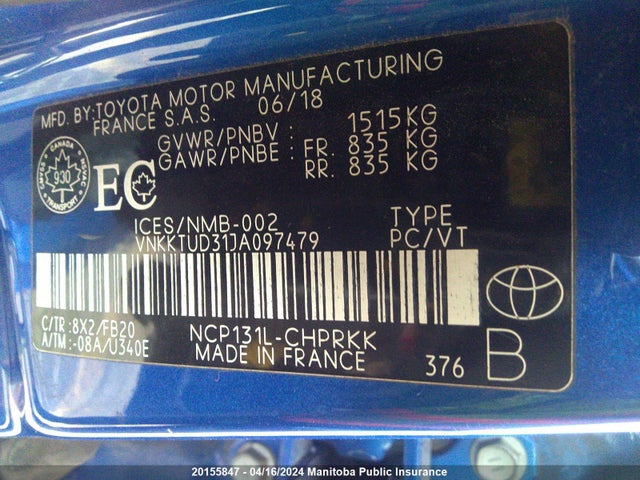 MFD. BY:TOYOTA MOTOR MANUFACTURING
FRANCE S.A.S. 06/18
GVWR/PNBV : 1515KG
GAWR/PNBE : FR. 835 KG
RR. 835 KG
CANADA
930
EC
ICES/NMB-002 TYPE
VNKKTUD31JA097479 PC/VT
C/TR :8X2/FB20 NCP131L-CHPRKK
A/TM :-08A/U340E MADE IN FRANCE
376 B
20155847 - 04/16/2024 Manitoba Public Insurance